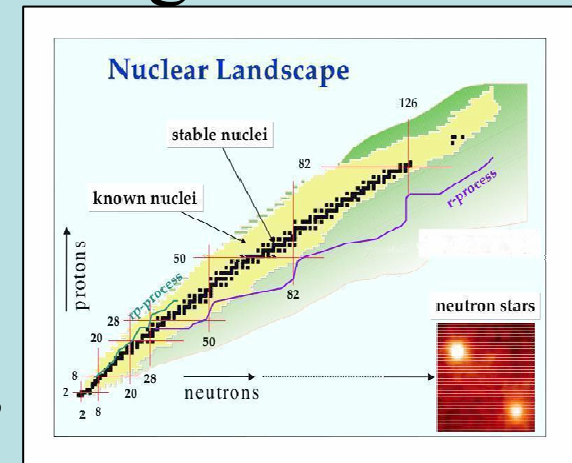 Nuclear Landscape
126
stable nuclei
82
known nuclei
r-process
50
protons
82
rp-process
neutron stars
28
20
50
8
28
2
20
neutrons
2
8